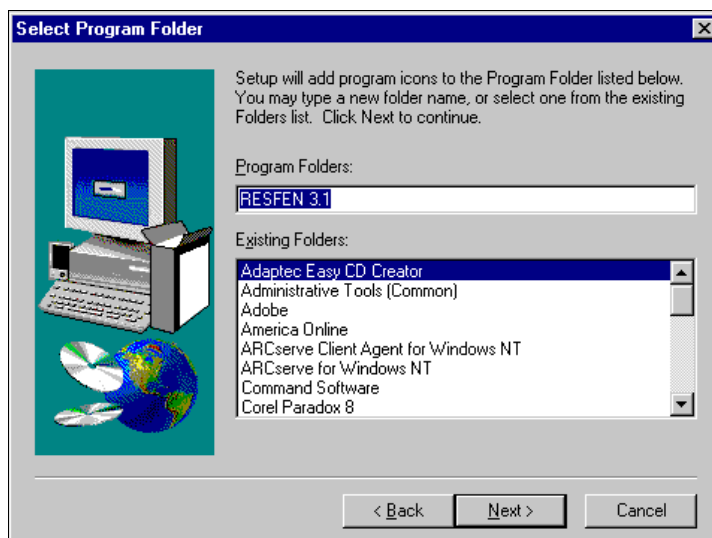 Select Program Folder
Setup will add program icons to the Program Folder listed below.
You may type a new folder name, or select one from the existing
Folders list. Click Next to continue.
Program Folders:
RESFEN 3.1
Existing Folders:
Adaptec Easy CD Creator
Administrative Tools (Common)
Adobe
America Online
ARCserve Client Agent for Windows NT
ARCserve for Windows NT
Command Software
Corel Paradox 8
< Back
Next >
Cancel